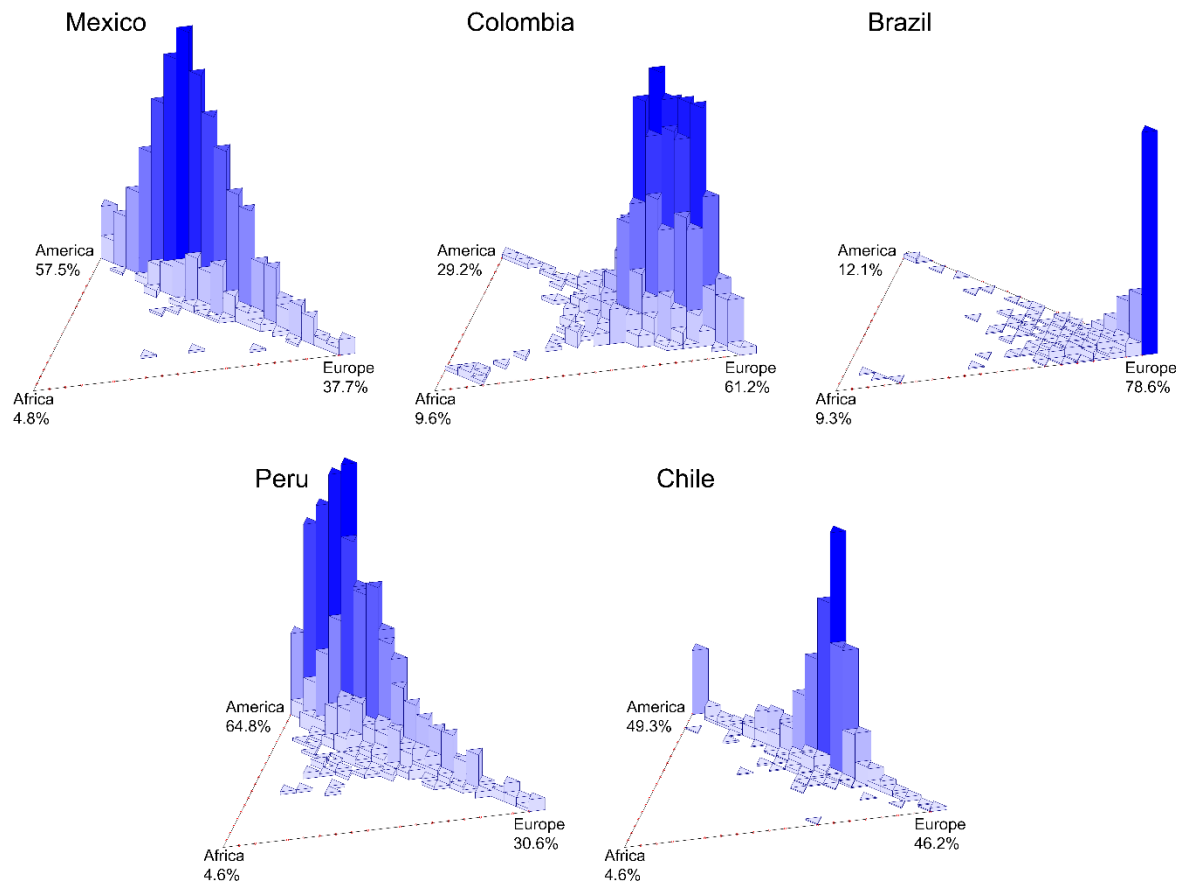 Mexico
Colombia
Brazil
America
57.5%
America
29.2%
America
12.1%
Europe
37.7%
Europe
61.2%
Europe
78.6%
Africa
4.8%
Africa
9.6%
Africa
9.3%
Peru
Chile
America
64.8%
America
49.3%
Europe
30.6%
Europe
46.2%
Africa
4.6%
Africa
4.6%